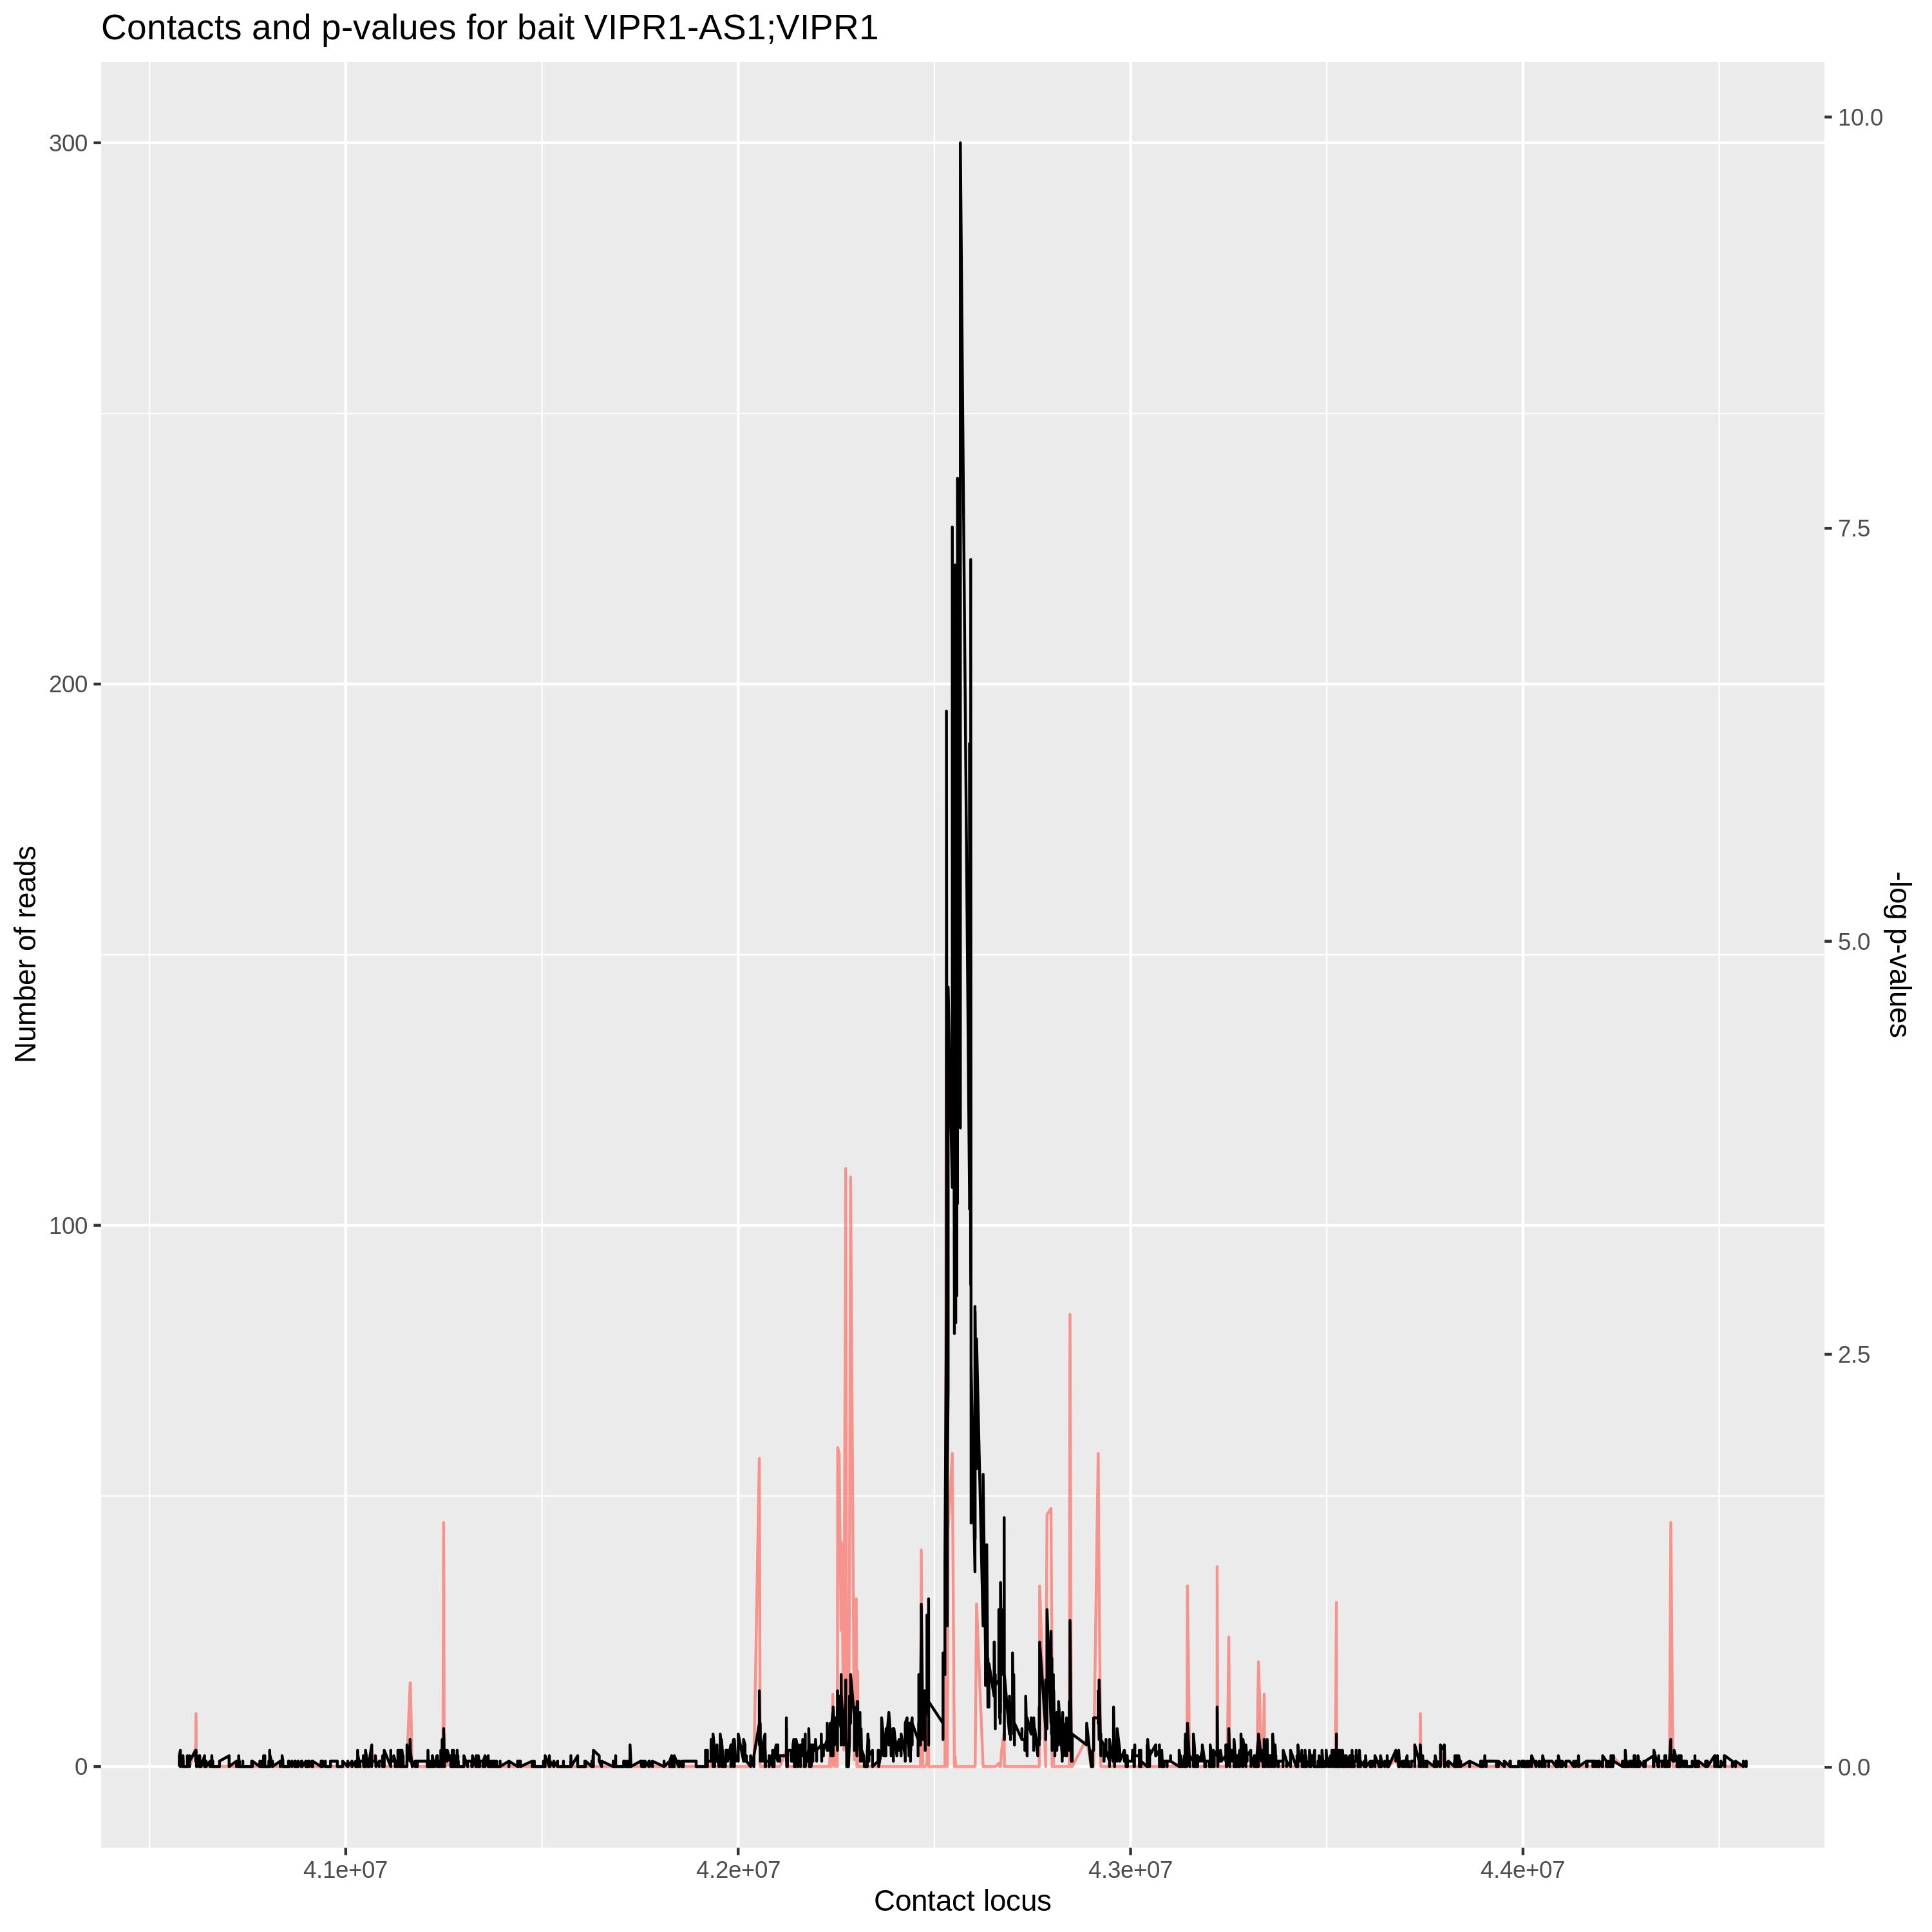 Contacts and p-values for bait VIPR1-AS1;VIPR1
300
200
100
0
Number of reads
10.0
7.5
5.0
2.5
0.0
-log p-values
4.1e+07
4.2e+07
4.3e+07
4.4e+07
Contact locus